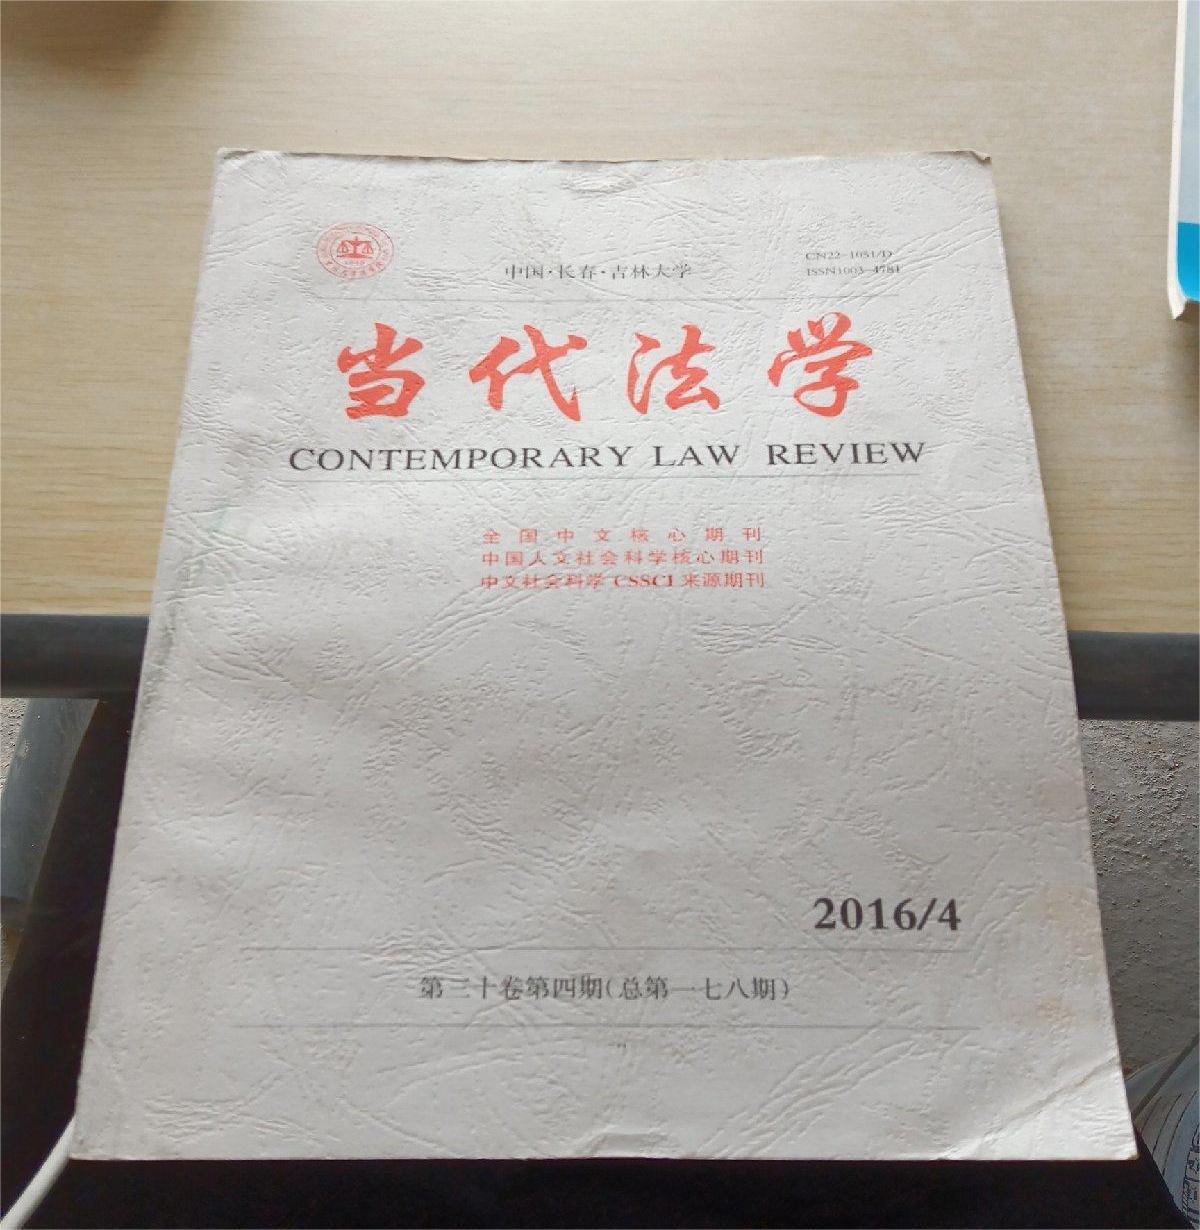 中国·长春·吉林大学
CN22-1051/D
ISSN1003-4781
当代法学
CONTEMPORARY LAW REVIEW
全国中文核心期刊
中国人文社会科学核心期刊
中文社会科学CSSCI来源期刊
2016/4
第三十卷第四期(总第一七八期)